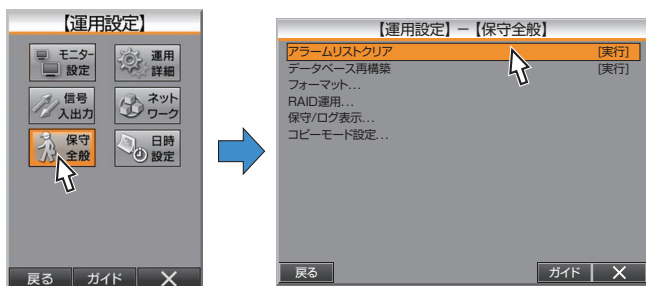 【運用設定】
モニター
設定
運用
詳細
信号
入出力
ネット
ワーク
保守
全般
日時
設定
戻る ガイド ×
【運用設定】－【保守全般】
アラームリストクリア [実行]
データベース再構築 [実行]
フォーマット…
RAID運用…
保守/ログ表示…
コピーモード設定…
戻る ガイド ×